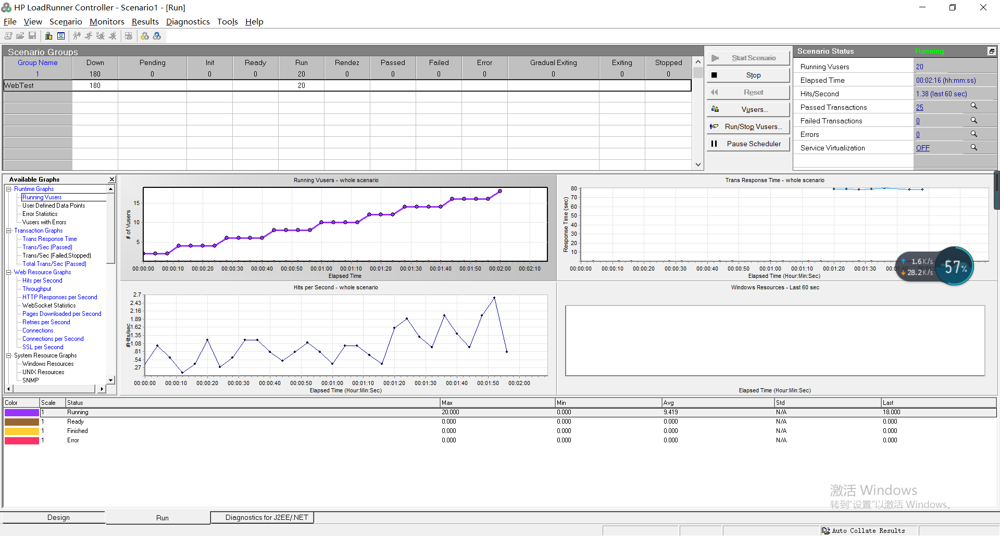 HP LoadRunner Controller - Scenario1 - [Run]
File View Scenario Monitors Results Diagnostics Tools Help
Scenario Groups
Group Name Down Pending Init Ready Run Rendez Passed Failed Error Gradual Exiting Exiting Stopped
1 180 0 0 0 20 0 0 0 0 0 0 0
WebTest 180 20
Start Scenario
Stop
Reset
Vusers...
Run/Stop Vusers...
Pause Scheduler
Scenario Status Running
Running Vusers 20
Elapsed Time 00:02:16 (hh:mm:ss)
Hits/Second 1.38 (last 60 sec)
Passed Transactions 25
Failed Transactions 0
Errors 0
Service Virtualization OFF
Available Graphs
Runtime Graphs
Running Vusers
User Defined Data Points
Error Statistics
Vusers with Errors
Transaction Graphs
Trans Response Time
Trans/Sec (Passed)
Trans/Sec (Failed,Stopped)
Total Trans/Sec (Passed)
Web Resource Graphs
Hits per Second
Throughput
HTTP Responses per Second
WebSocket Statistics
Pages Downloaded per Second
Retries per Second
Connections
Connections per Second
SSL per Second
System Resource Graphs
Windows Resources
UNIX Resources
SNMP
Running Vusers - whole scenario
# of Vusers
15
10
5
00:00:00 00:00:10 00:00:20 00:00:30 00:00:40 00:00:50 00:01:00 00:01:10 00:01:20 00:01:30 00:01:40 00:01:50 00:02:00 00:02:10
Elapsed Time
Trans Response Time - whole scenario
Response Time (sec)
80
70
60
50
40
30
20
10
00:00:00 00:00:10 00:00:20 00:00:30 00:00:40 00:00:50 00:01:00 00:01:10 00:01:20 00:01:30
Elapsed Time (Hour:Min:Sec)
1.6K/s
28.2K/s
57%
Hits per Second - whole scenario
#Hits/sec
2.7
2.43
2.16
1.89
1.62
1.35
1.08
.81
.54
.27
00:00:00 00:00:10 00:00:20 00:00:30 00:00:40 00:00:50 00:01:00 00:01:10 00:01:20 00:01:30 00:01:40 00:01:50 00:02:00
Elapsed Time (Hour:Min:Sec)
Windows Resources - Last 60 sec
Elapsed Time (Hour:Min:Sec)
Color Scale Status Max Min Avg Std Last
1 Running 20.000 0.000 9.419 N/A 18.000
1 Ready 0.000 0.000 0.000 N/A 0.000
1 Finished 0.000 0.000 0.000 N/A 0.000
1 Error 0.000 0.000 0.000 N/A 0.000
激活 Windows
转到“设置”以激活 Windows。
Design Run Diagnostics for J2EE/.NET
Auto Collate Results